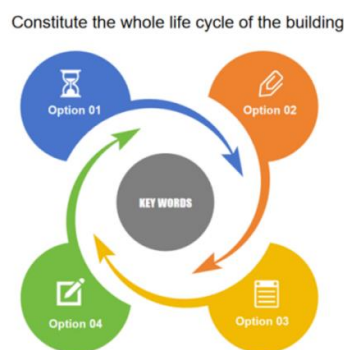 Constitute the whole life cycle of the building
Option 01
Option 02
KEY WORDS
Option 04
Option 03